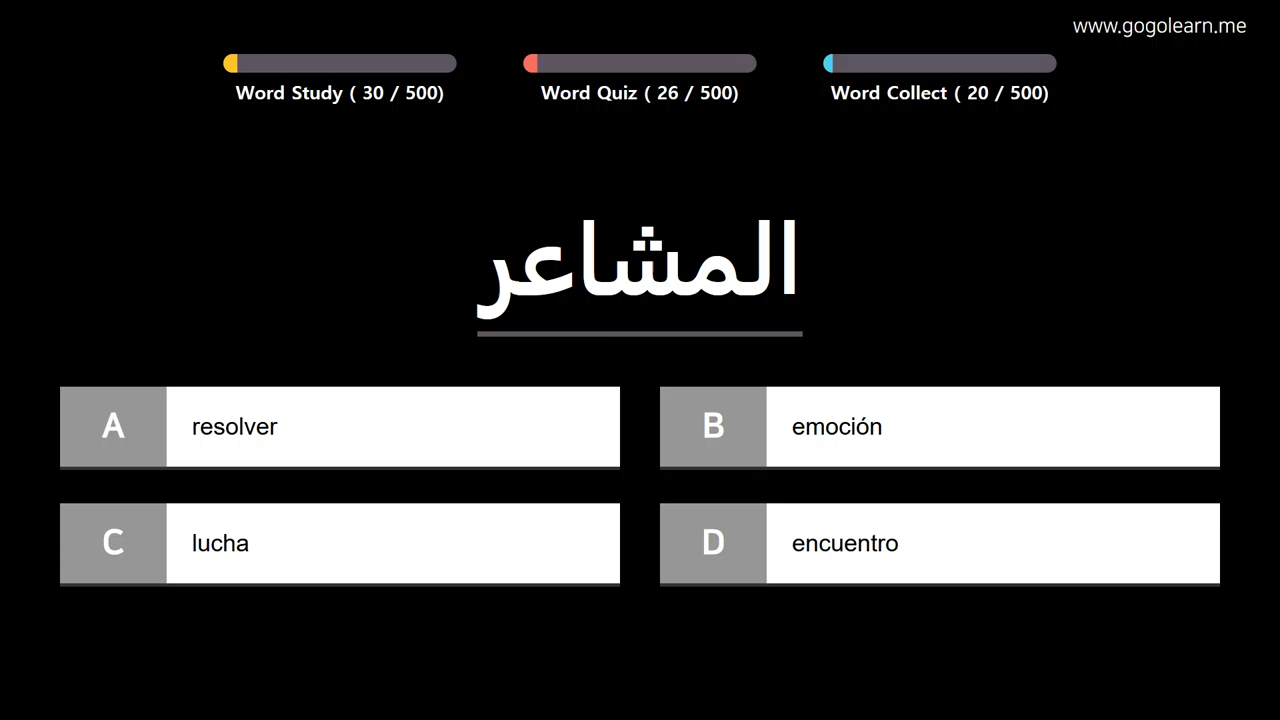 www.gogolearn.me
Word Study ( 30 / 500)
Word Quiz ( 26 / 500)
Word Collect ( 20 / 500)
المشاعر
A resolver
B emoción
C lucha
D encuentro